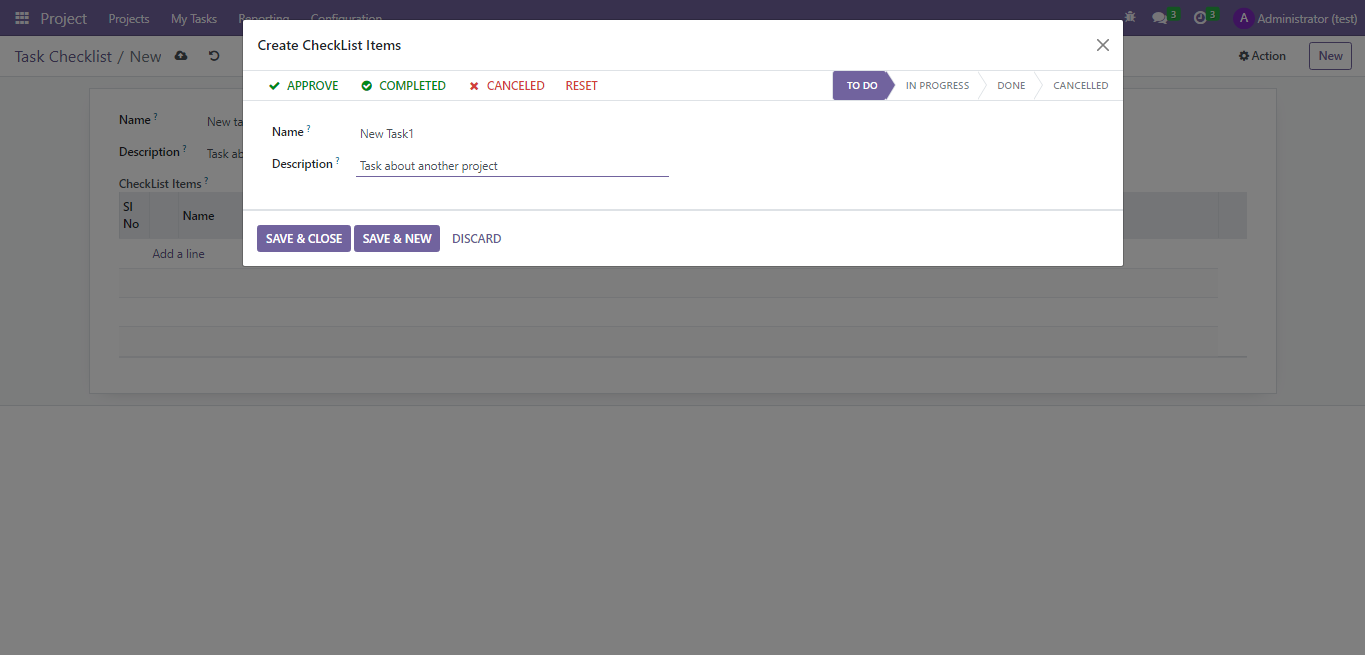 Project Projects My Tasks Reporting Configuration 3 3 A Administrator (test)
Create CheckList Items
Task Checklist / New Action New
APPROVE COMPLETED CANCELED RESET TO DO IN PROGRESS DONE CANCELLED
Name ? New ta
Name ? New Task1
Description ? Task ab
Description ? Task about another project
CheckList Items ?
Sl No Name
SAVE & CLOSE SAVE & NEW DISCARD
Add a line